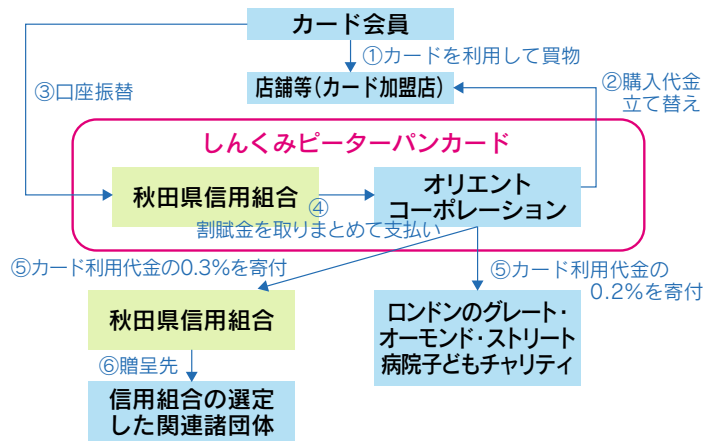 カード会員
①カードを利用して買物
店舗等(カード加盟店)
②購入代金
立て替え
③口座振替
しんくみピーターパンカード
秋田県信用組合
オリエント
コーポレーション
④
割賦金を取りまとめて支払い
⑤カード利用代金の0.3%を寄付
⑤カード利用代金の
0.2%を寄付
秋田県信用組合
ロンドンのグレート・
オーモンド・ストリート
病院子どもチャリティ
⑥贈呈先
信用組合の選定
した関連諸団体